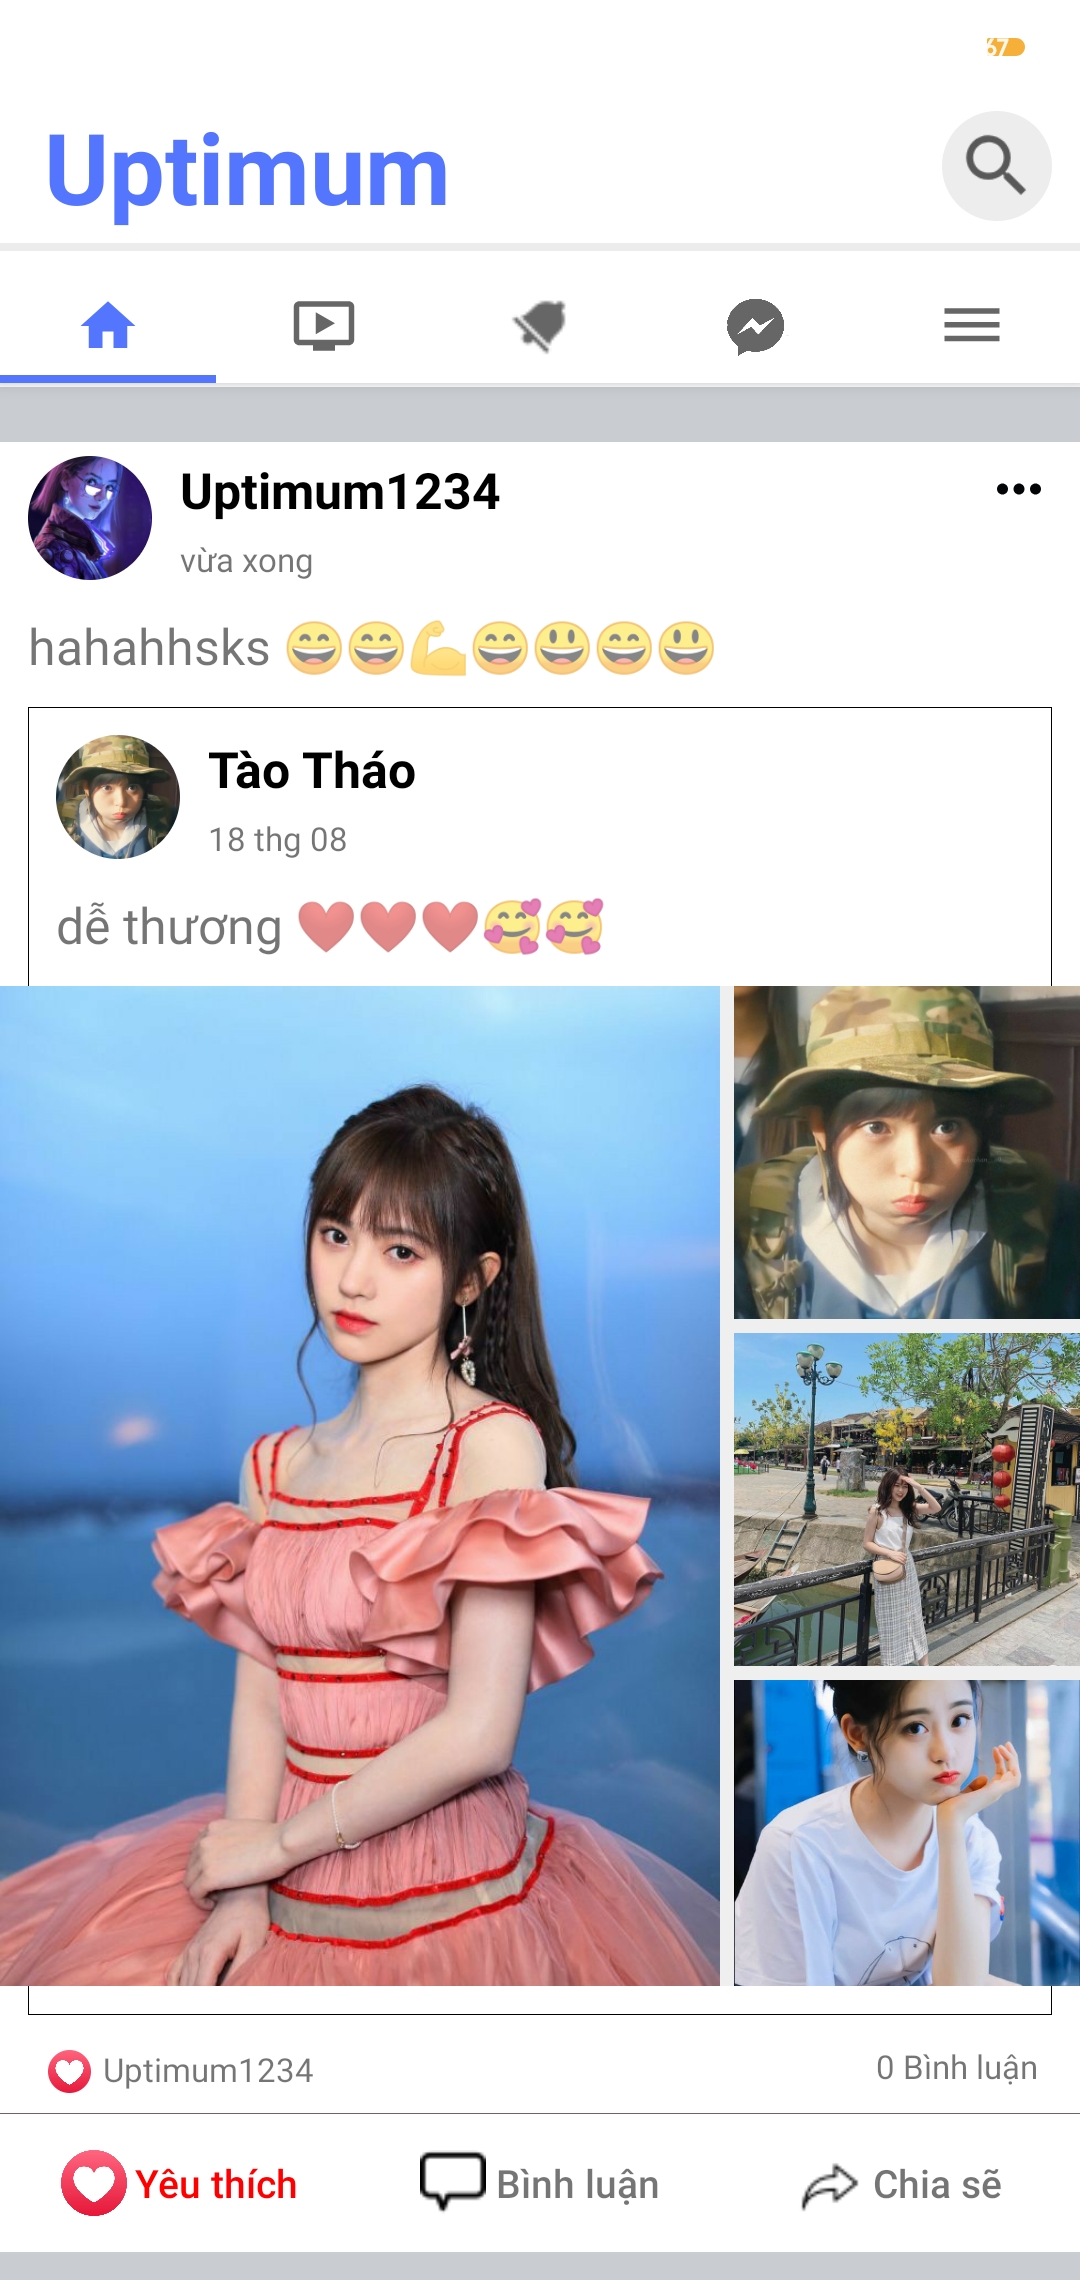 67
Uptimum
Uptimum1234
vừa xong
hahahhsks 😄😄💪😄😃😄😃
Tào Tháo
18 thg 08
dễ thương ❤️❤️❤️🥰🥰
Uptimum1234
0 Bình luận
Yêu thích
Bình luận
Chia sẽ